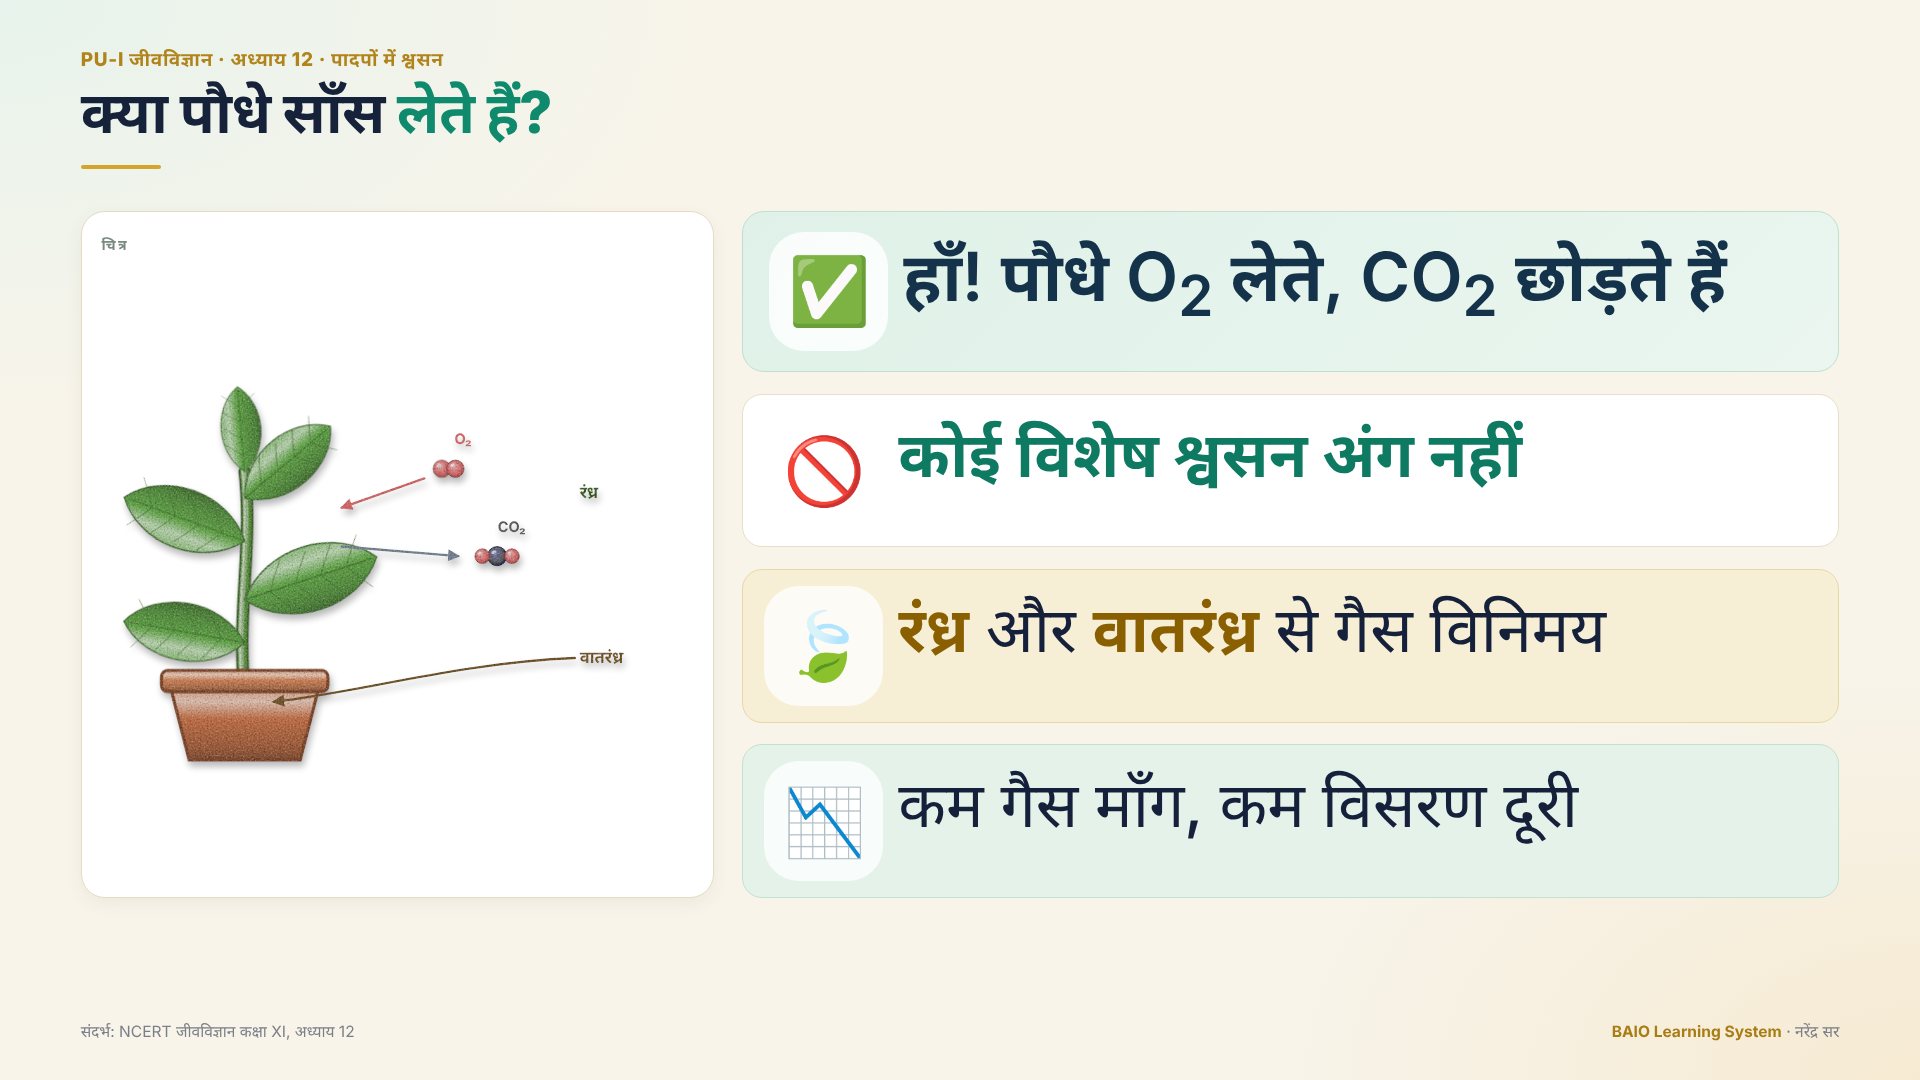 PU-I जीवविज्ञान · अध्याय 12 · पादपों में श्वसन
क्या पौधे साँस लेते हैं?
चित्र
O₂
रंध्र
CO₂
वातरंध्र
हाँ! पौधे O₂ लेते, CO₂ छोड़ते हैं
कोई विशेष श्वसन अंग नहीं
रंध्र और वातरंध्र से गैस विनिमय
कम गैस माँग, कम विसरण दूरी
संदर्भ: NCERT जीवविज्ञान कक्षा XI, अध्याय 12
BAIO Learning System · नरेंद्र सर